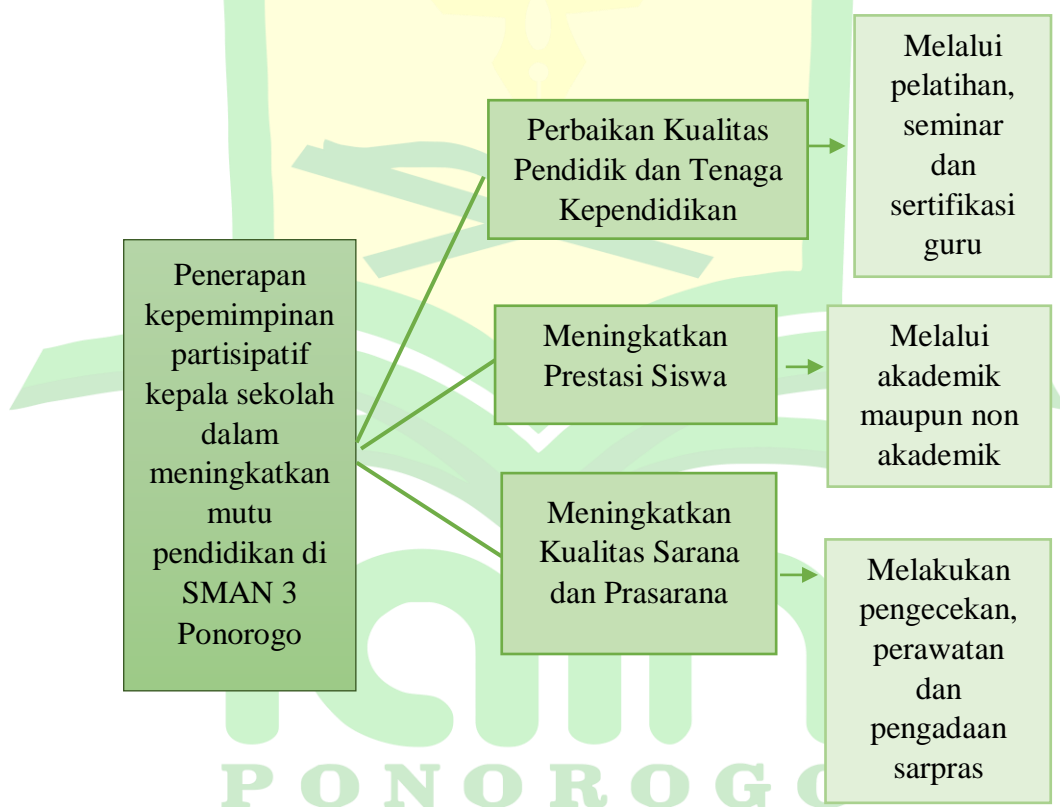 Penerapan
kepemimpinan
partisipatif
kepala sekolah
dalam
meningkatkan
mutu
pendidikan di
SMAN 3
Ponorogo
Perbaikan Kualitas
Pendidik dan Tenaga
Kependidikan
Melalui
pelatihan,
seminar
dan
sertifikasi
guru
Meningkatkan
Prestasi Siswa
Melalui
akademik
maupun non
akademik
Meningkatkan
Kualitas Sarana
dan Prasarana
Melakukan
pengecekan,
perawatan
dan
pengadaan
sarpras
PONOROGO